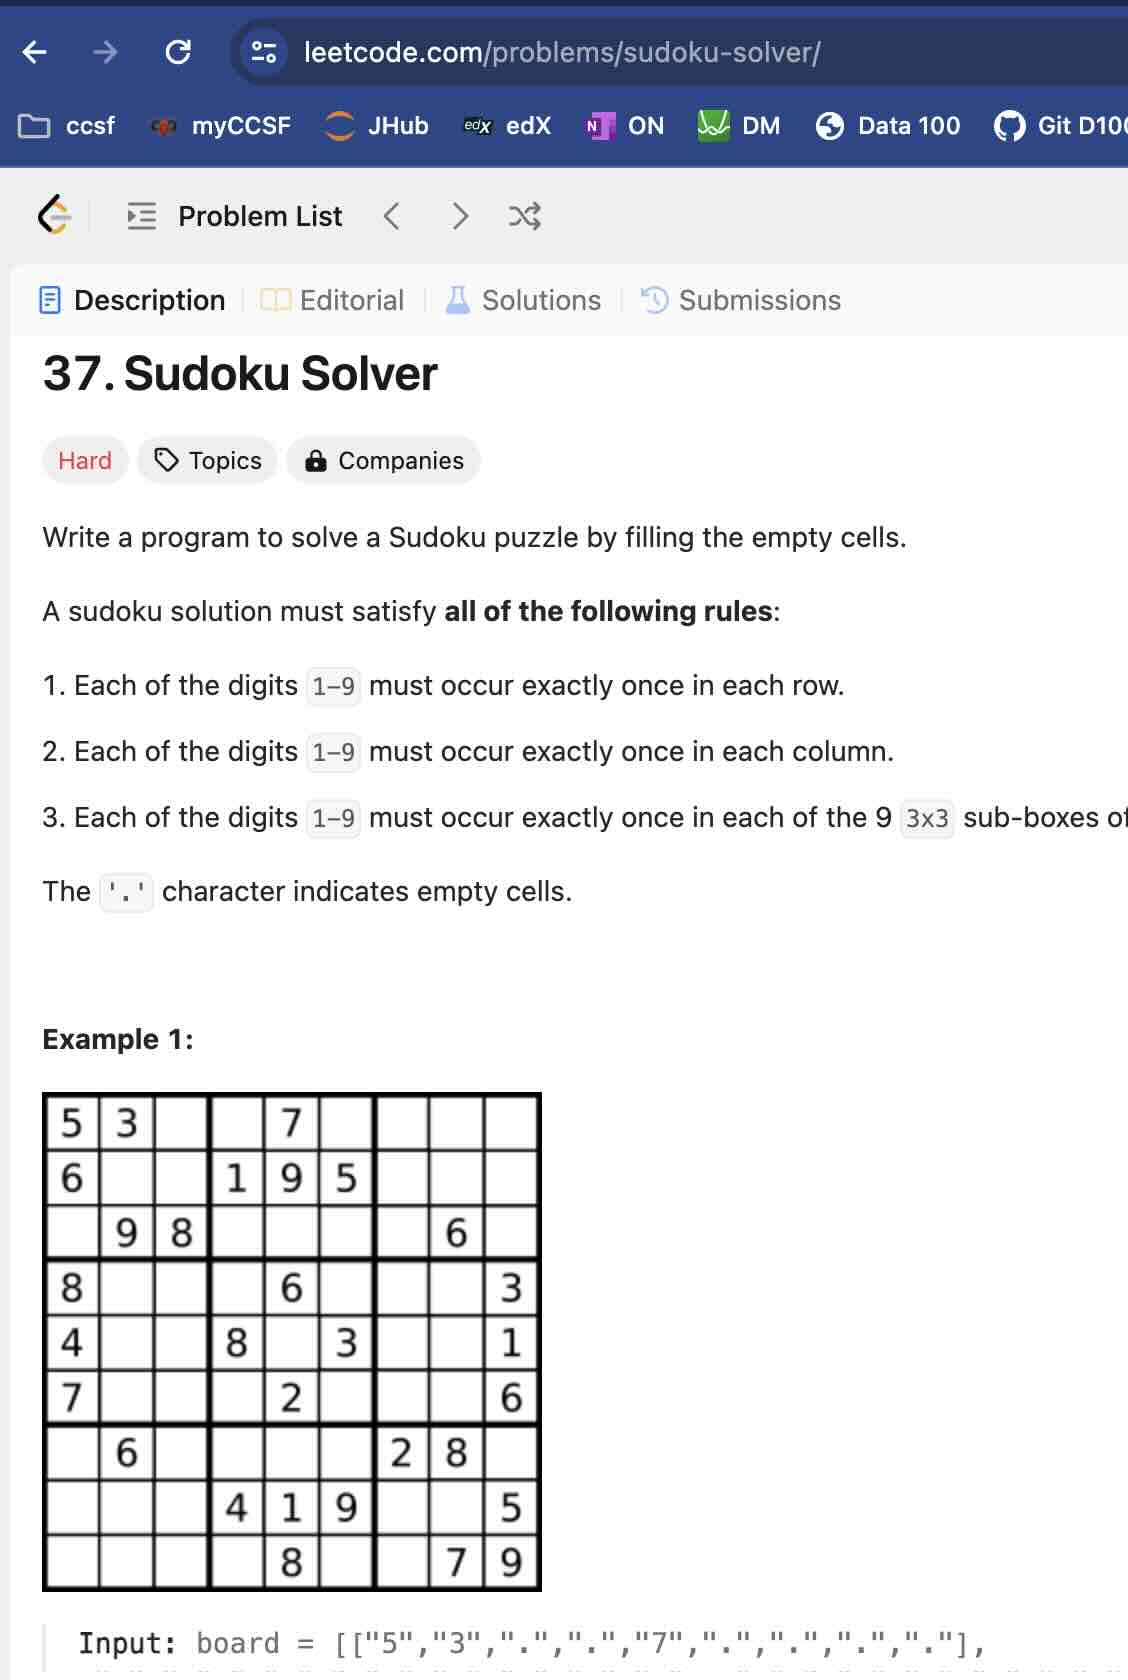 leetcode.com/problems/sudoku-solver/
ccsf myCCSF JHub edX edX N ON DM Data 100 Git D10
Problem List
Description Editorial Solutions Submissions
37. Sudoku Solver
Hard Topics Companies
Write a program to solve a Sudoku puzzle by filling the empty cells.
A sudoku solution must satisfy all of the following rules:
1. Each of the digits 1-9 must occur exactly once in each row.
2. Each of the digits 1-9 must occur exactly once in each column.
3. Each of the digits 1-9 must occur exactly once in each of the 9 3x3 sub-boxes of
The '.' character indicates empty cells.
Example 1:
5 3 7
6 1 9 5
9 8 6
8 6 3
4 8 3 1
7 2 6
6 2 8
4 1 9 5
8 7 9
Input: board = [["5","3",".",".","7",".",".",".","."],